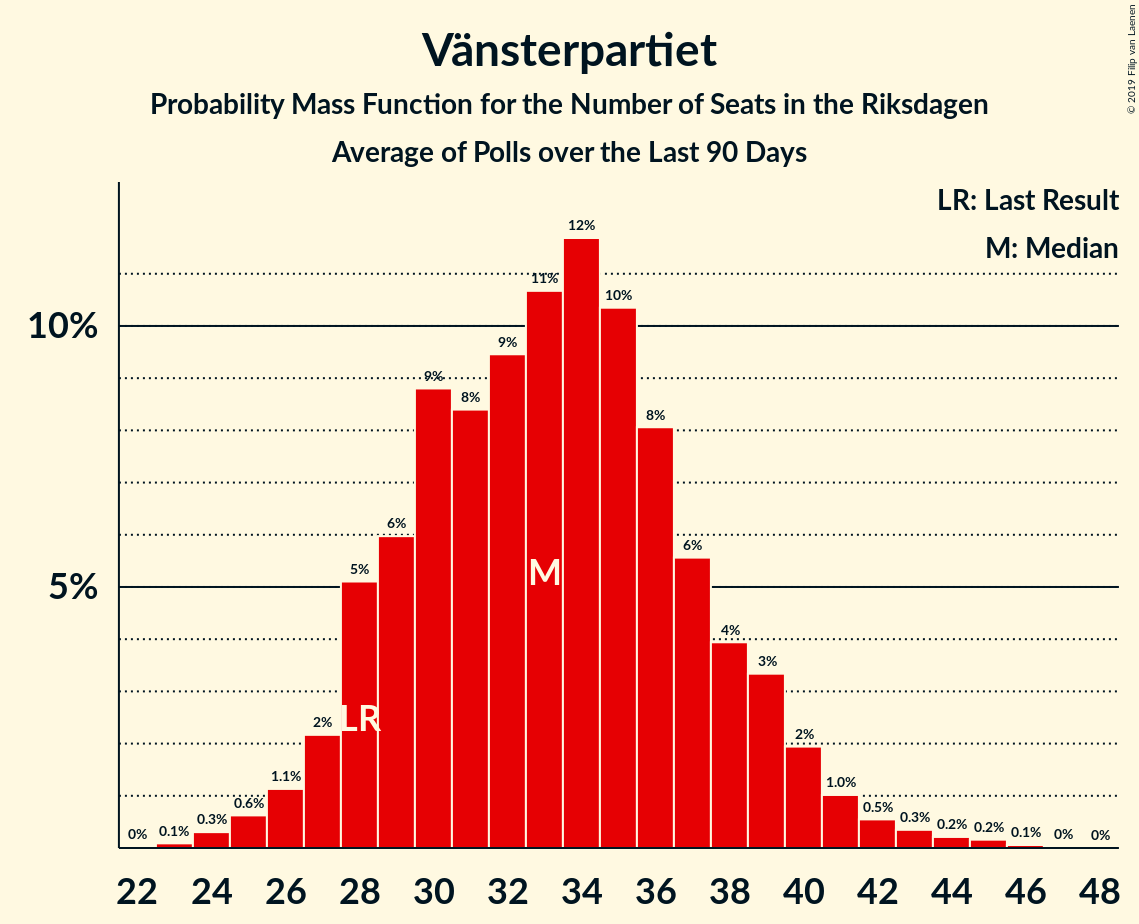 Vänsterpartiet
Probability Mass Function for the Number of Seats in the Riksdagen
Average of Polls over the Last 90 Days
© 2019 Filip van Laenen
LR: Last Result
M: Median
10%
5%
0% 0.1% 0.3% 0.6% 1.1% 2% 5% 6% 9% 8% 9% 11% 12% 10% 8% 6% 4% 3% 2% 1.0% 0.5% 0.3% 0.2% 0.2% 0.1% 0% 0%
M
LR
22 24 26 28 30 32 34 36 38 40 42 44 46 48